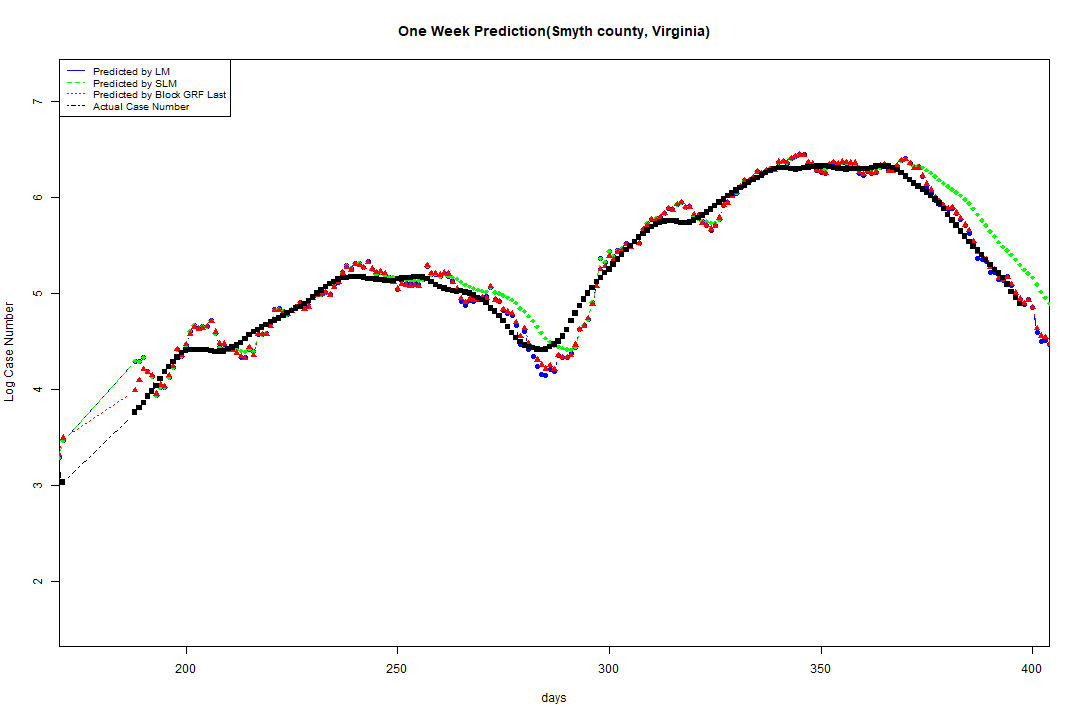 One Week Prediction(Smyth county, Virginia)
Predicted by LM
Predicted by SLM
Predicted by Block GRF Last
Actual Case Number
7
6
5
4
3
2
Log Case Number
200 250 300 350 400
days